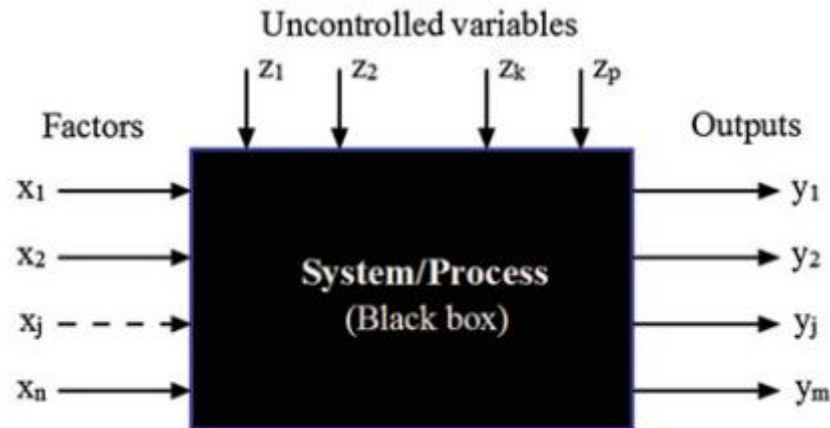 Uncontrolled variables
z1 z2 zk zp
Factors
Outputs
x1
y1
x2
y2
System/Process
(Black box)
xj
yj
xn
ym